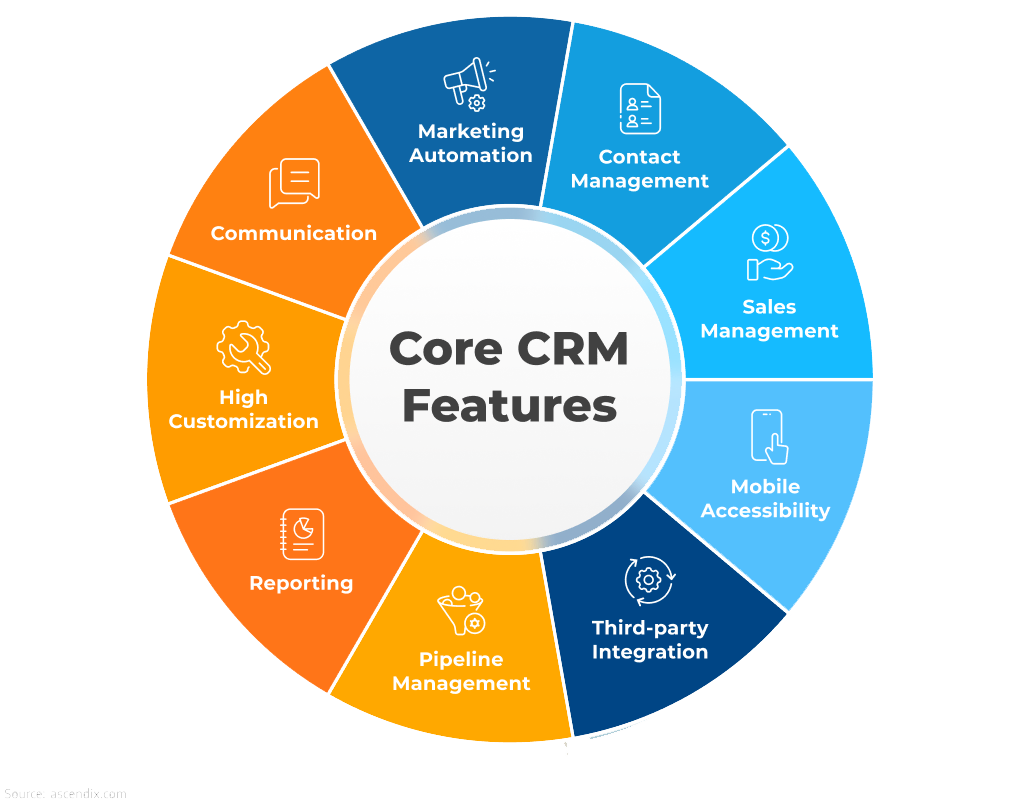 Core CRM
Features
Marketing
Automation
Contact
Management
Sales
Management
Mobile
Accessibility
Third-party
Integration
Pipeline
Management
Reporting
High
Customization
Communication
Source: ascendix.com